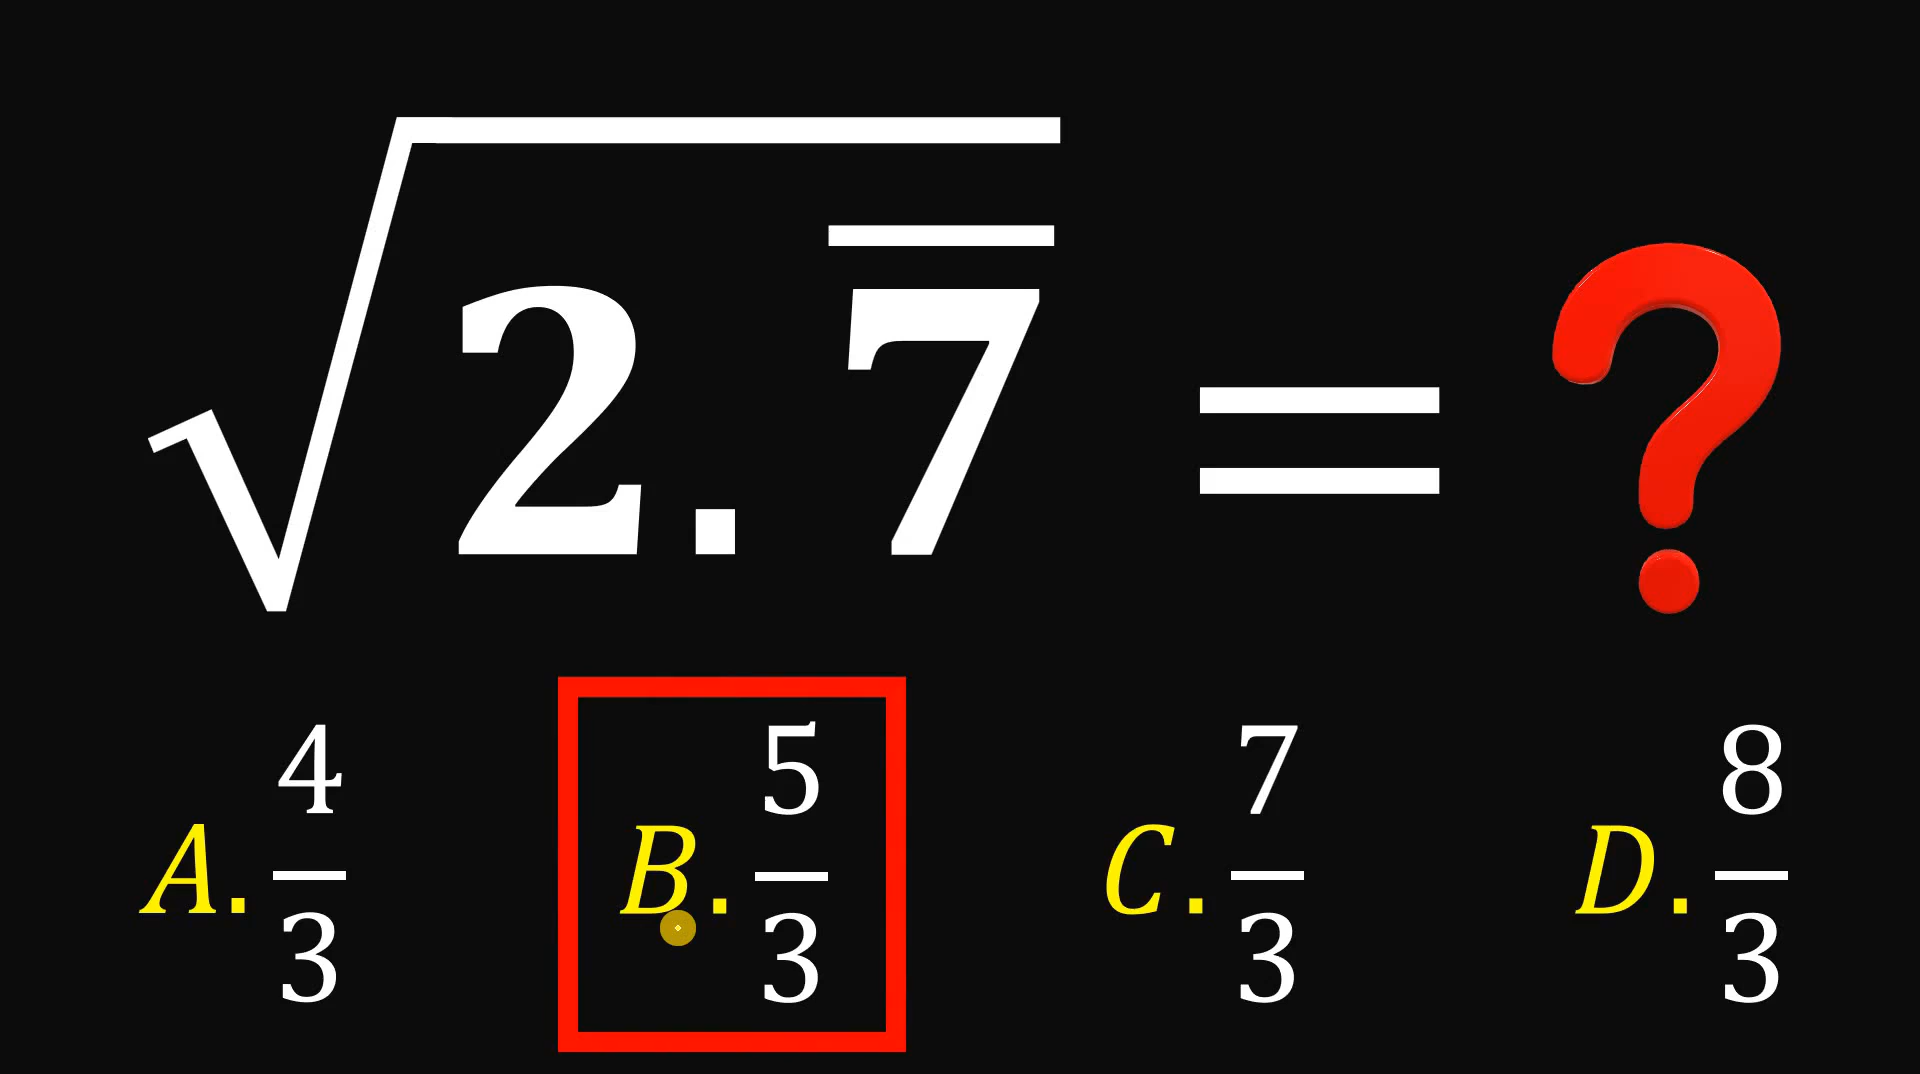 √2.7̅ = ?
A. 4/3 B. 5/3 C. 7/3 D. 8/3